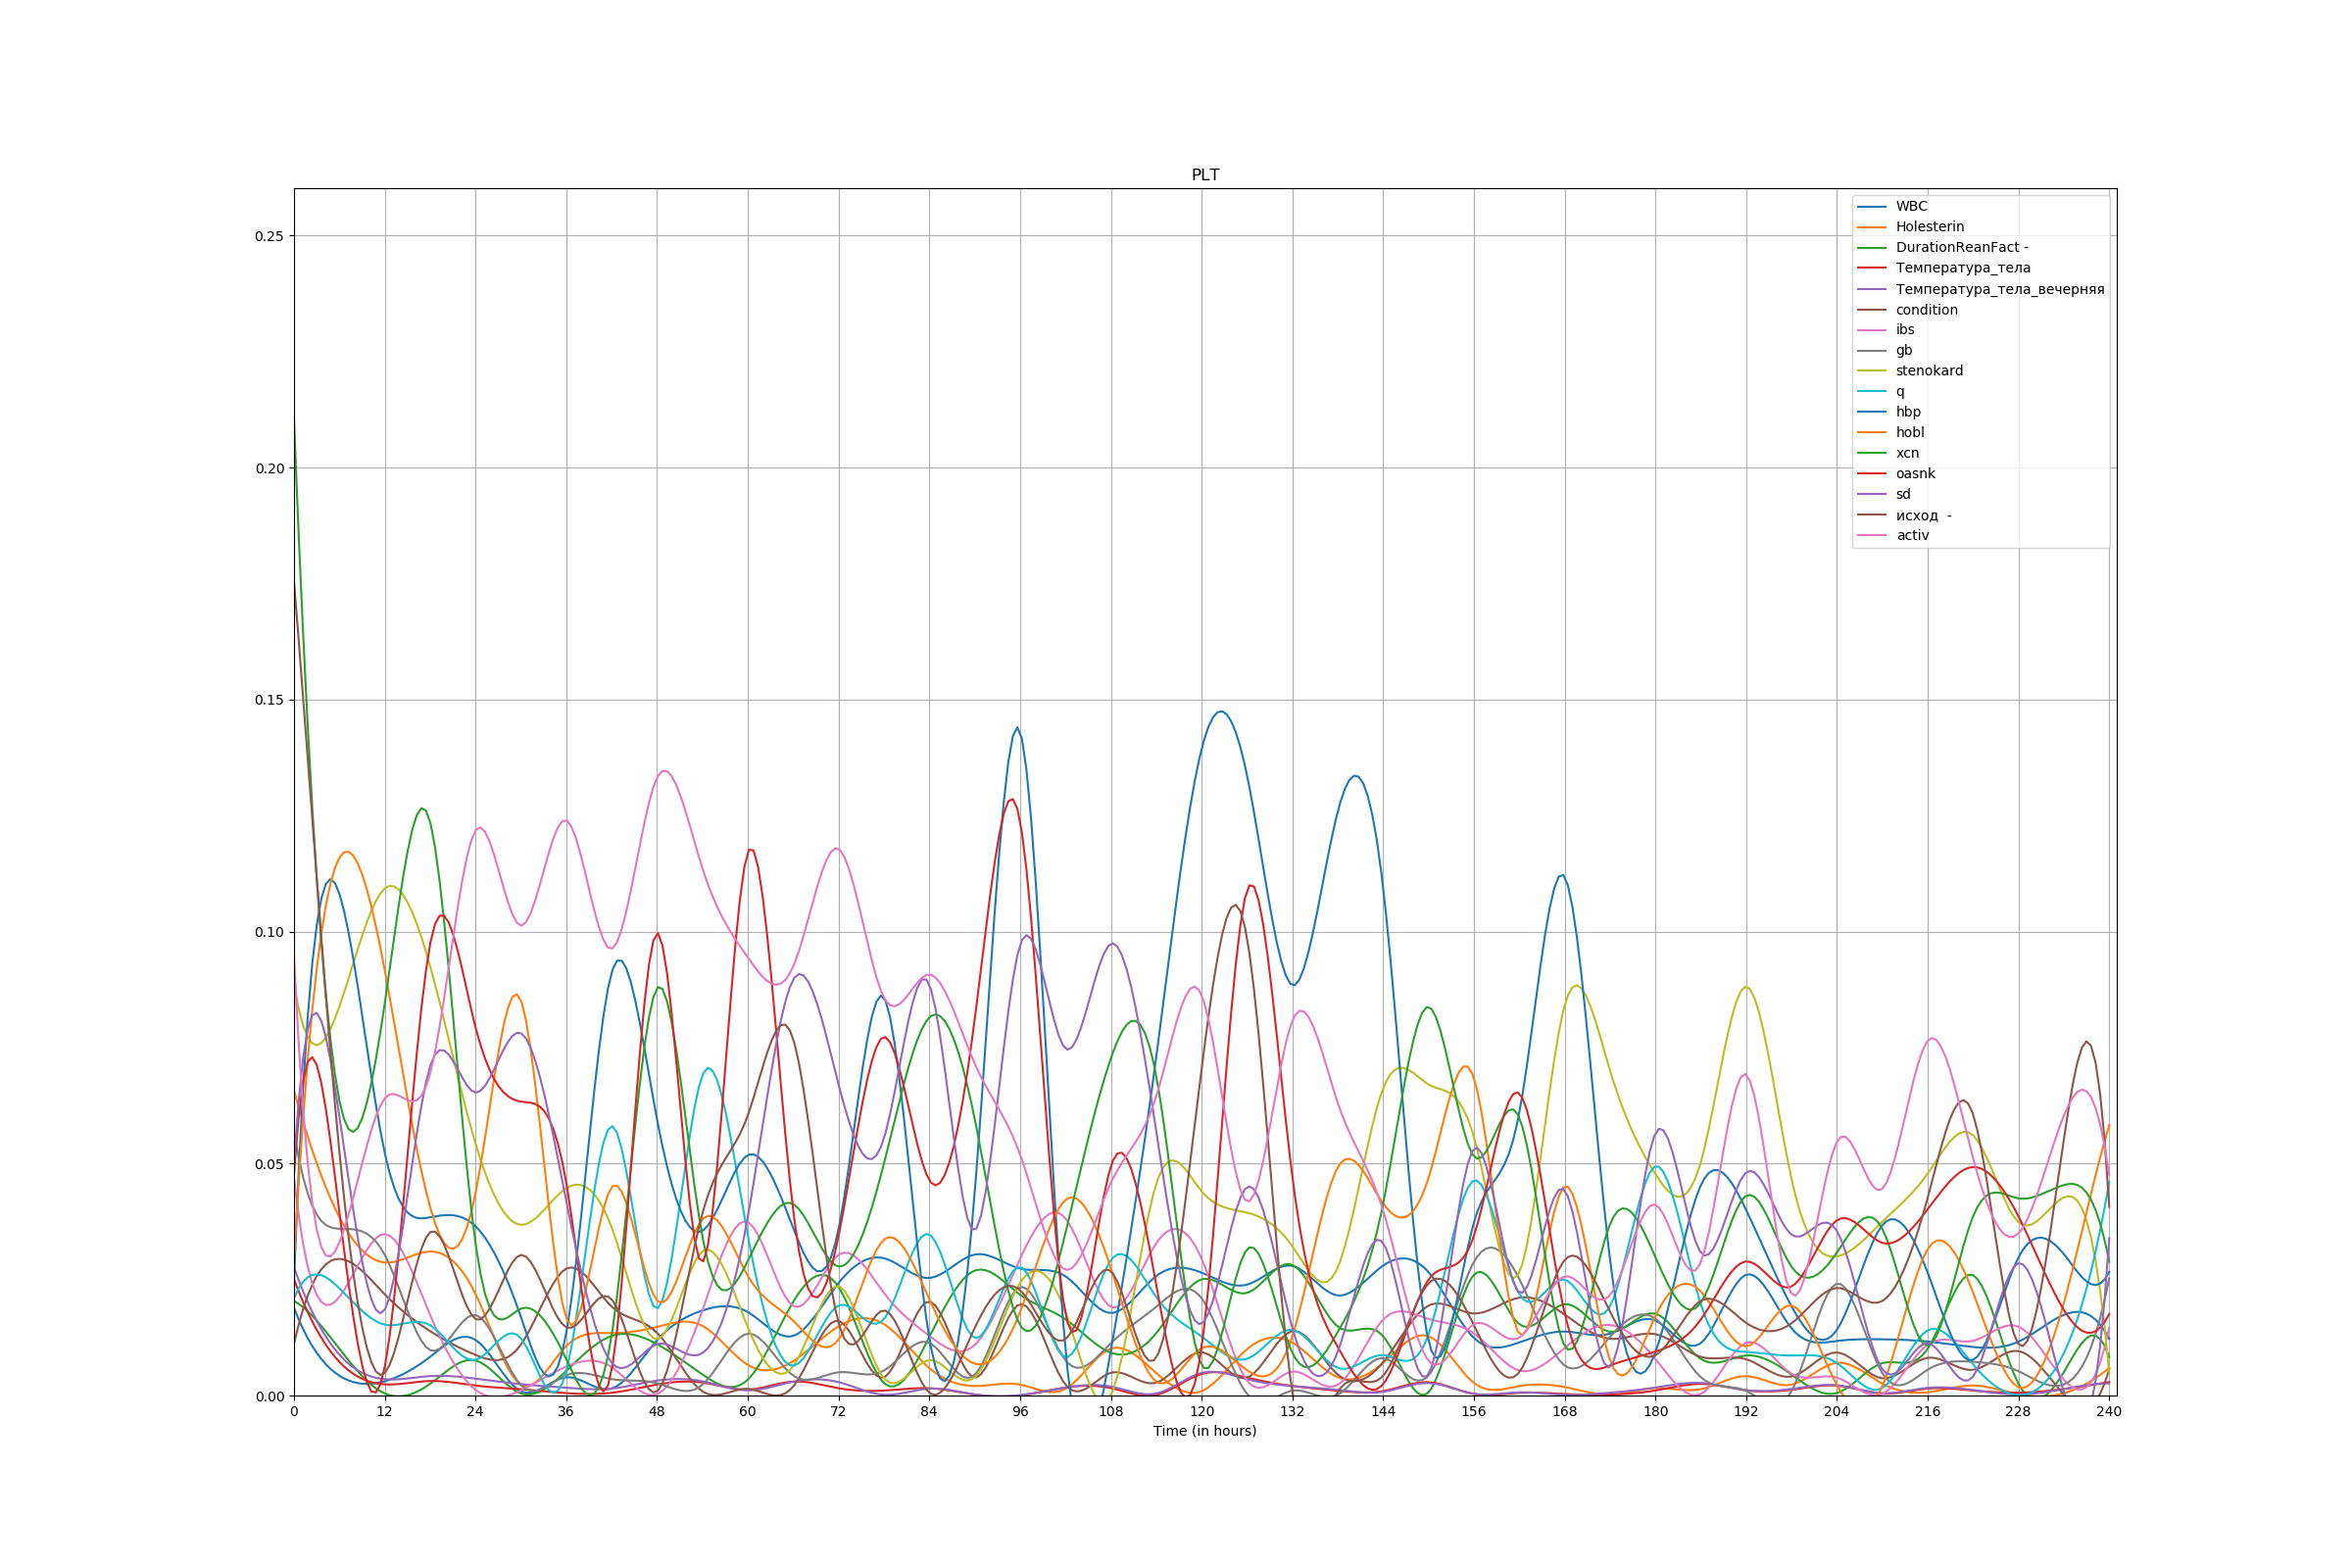 PLT
0.25
0.20
0.15
0.10
0.05
0.00
WBC
Holesterin
DurationReanFact -
Температура_тела
Температура_тела_вечерняя
condition
ibs
gb
stenokard
q
hbp
hobl
xcn
oasnk
sd
исход  -
activ
0 12 24 36 48 60 72 84 96 108 120 132 144 156 168 180 192 204 216 228 240
Time (in hours)